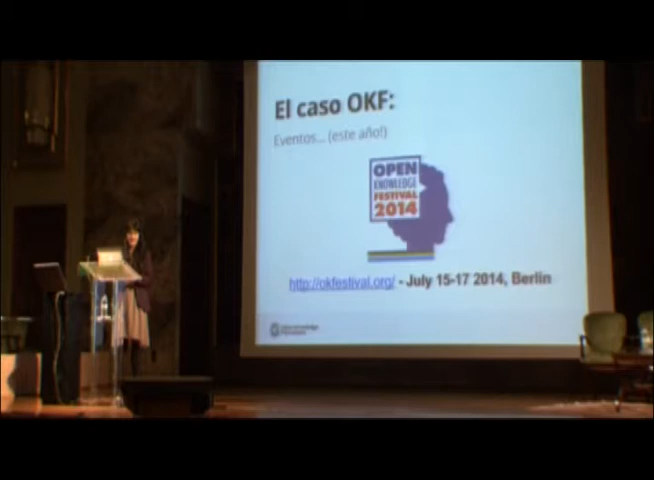 El caso OKF:
Eventos... (este año!)
OPEN
KNOWLEDGE
FESTIVAL
2014
http://okfestival.org/ - July 15-17 2014, Berlin